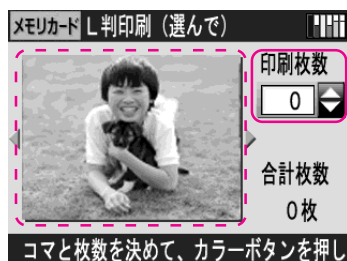 メモリカード L判印刷（選んで）
印刷枚数
0
合計枚数
0枚
コマと枚数を決めて、カラーボタンを押し